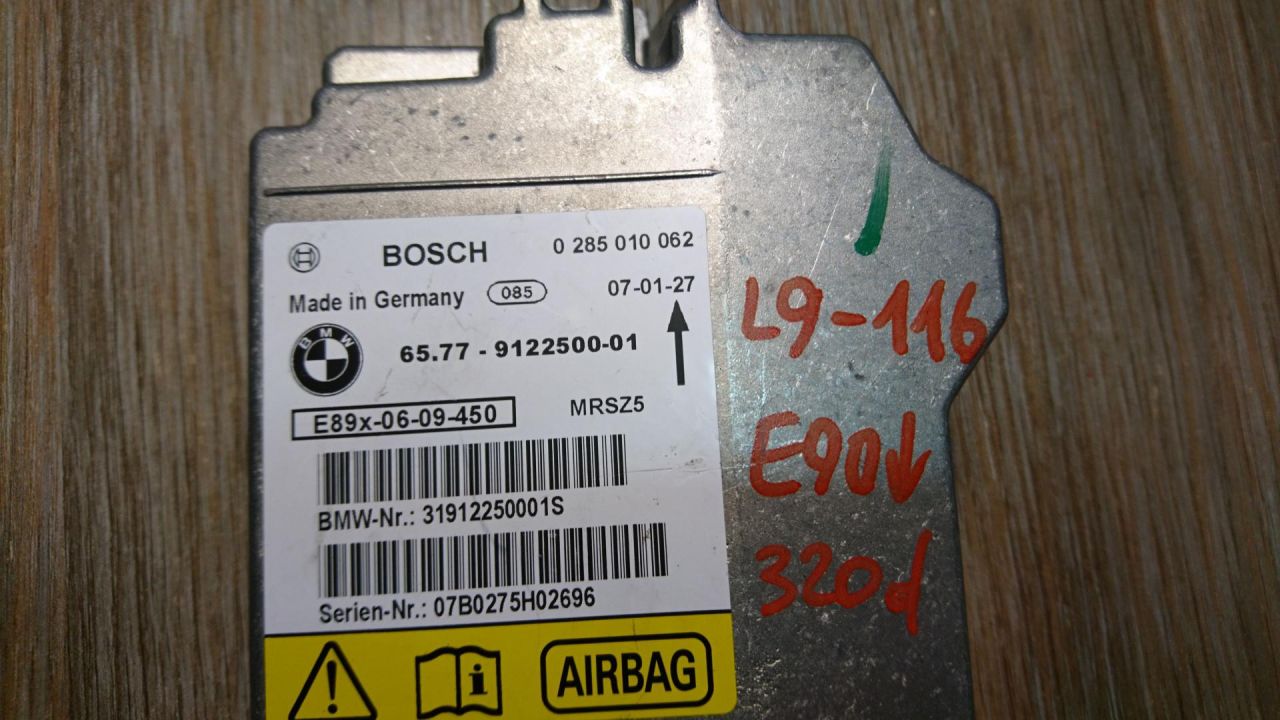 BOSCH 0 285 010 062
Made in Germany 085 07-01-27
BMW 65.77 - 9122500-01
E89x-06-09-450 MRSZ5
BMW-Nr.: 31912250001S
Serien-Nr.: 07B0275H02696
AIRBAG
L9-116
E90
320d